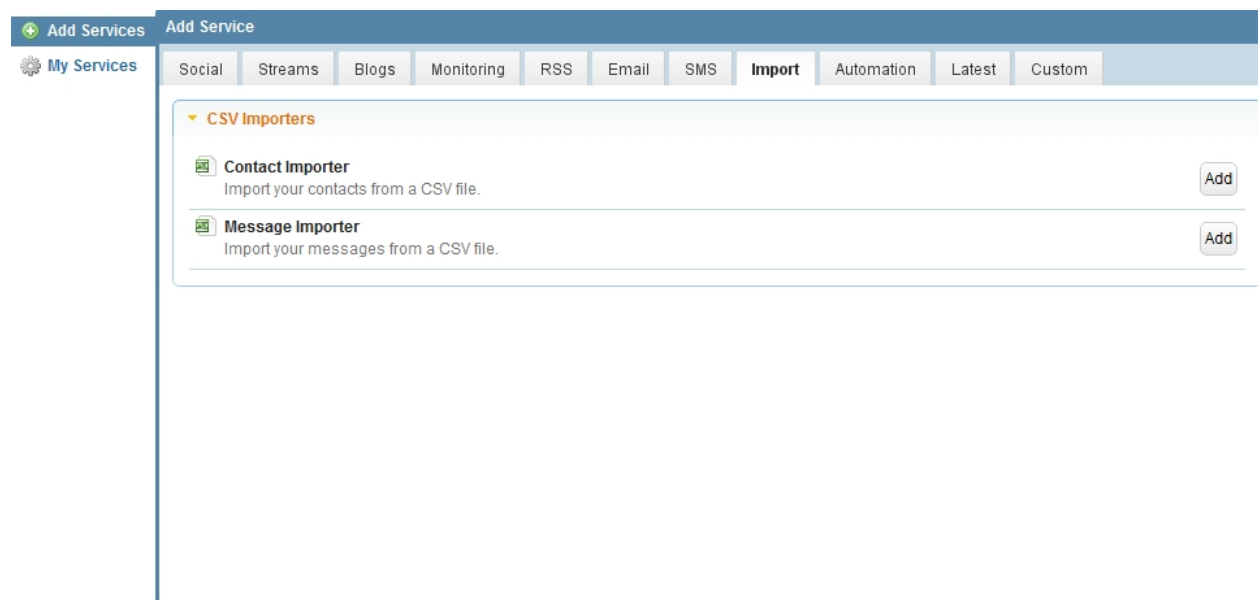 Add Services
My Services
Add Service
Social Streams Blogs Monitoring RSS Email SMS Import Automation Latest Custom
CSV Importers
Contact Importer
Import your contacts from a CSV file.
Add
Message Importer
Import your messages from a CSV file.
Add